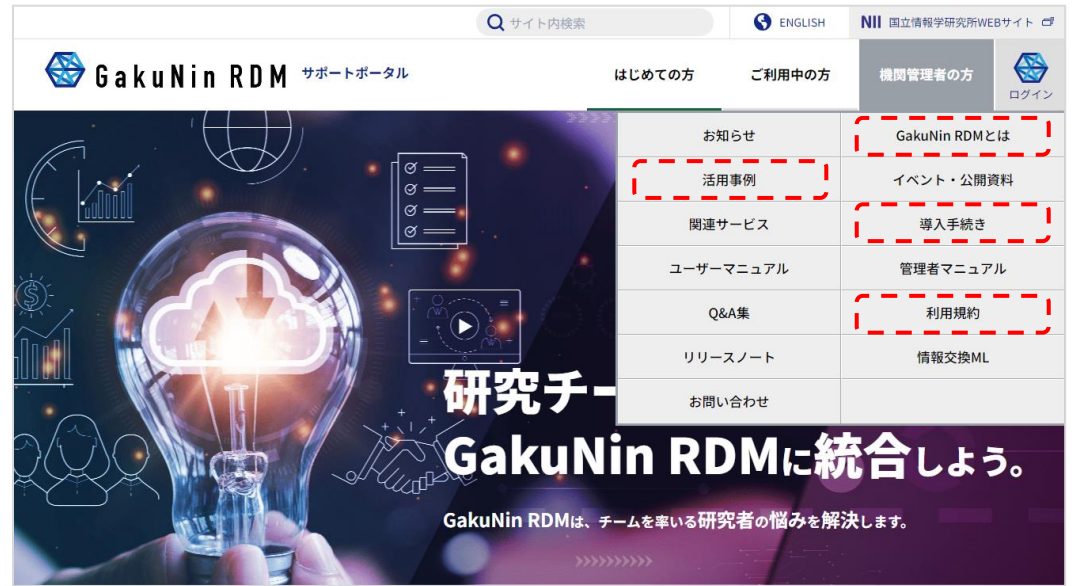 サイト内検索
ENGLISH
NII 国立情報学研究所WEBサイト
GakuNin RDM サポートポータル
はじめての方
ご利用中の方
機関管理者の方
ログイン
お知らせ
GakuNin RDMとは
活用事例
イベント・公開資料
関連サービス
導入手続き
ユーザーマニュアル
管理者マニュアル
Q&A集
利用規約
リリースノート
情報交換ML
お問い合わせ
研究チー
GakuNin RDMに統合しよう。
GakuNin RDMは、チームを率いる研究者の悩みを解決します。